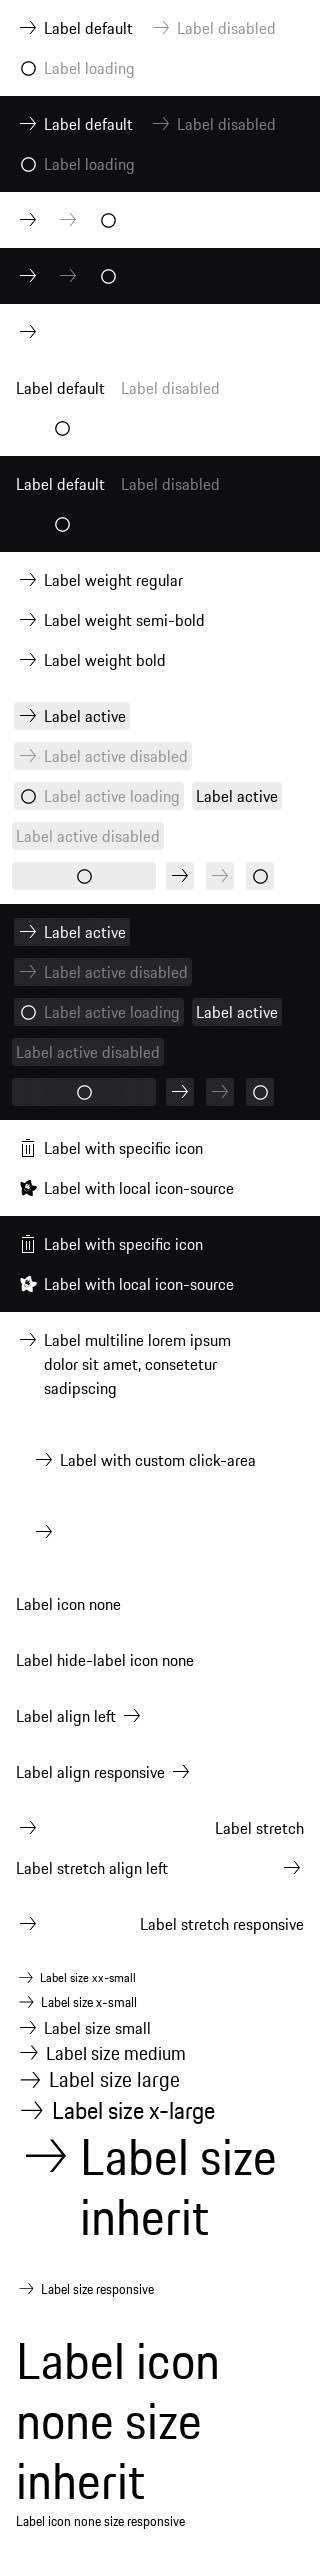 Label default Label disabled
Label loading
Label default Label disabled
Label loading
Label default Label disabled
Label default Label disabled
Label weight regular
Label weight semi-bold
Label weight bold
Label active
Label active disabled
Label active loading Label active
Label active disabled
Label active
Label active disabled
Label active loading Label active
Label active disabled
Label with specific icon
Label with local icon-source
Label with specific icon
Label with local icon-source
Label multiline lorem ipsum
dolor sit amet, consetetur
sadipscing
Label with custom click-area
Label icon none
Label hide-label icon none
Label align left
Label align responsive
Label stretch
Label stretch align left
Label stretch responsive
Label size xx-small
Label size x-small
Label size small
Label size medium
Label size large
Label size x-large
Label size
inherit
Label size responsive
Label icon
none size
inherit
Label icon none size responsive